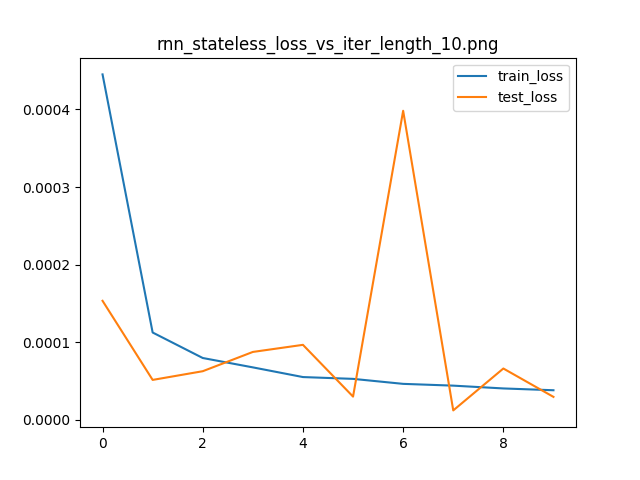 rnn_stateless_loss_vs_iter_length_10.png
train_loss
test_loss
0.0004
0.0003
0.0002
0.0001
0.0000
0 2 4 6 8